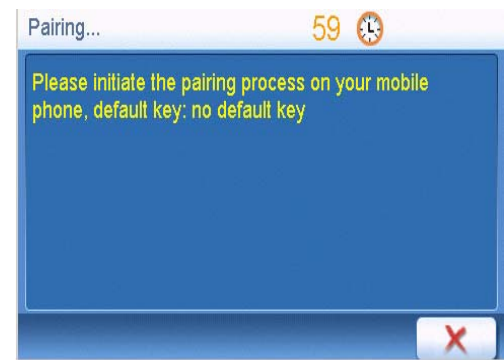 Pairing... 59
Please initiate the pairing process on your mobile
phone, default key: no default key